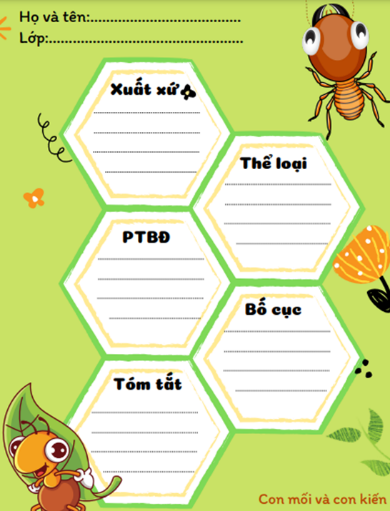 Họ và tên:......................................
Lớp:.................................................
Xuất xứ
Thể loại
PTBĐ
Bố cục
Tóm tắt
Con mối và con kiến